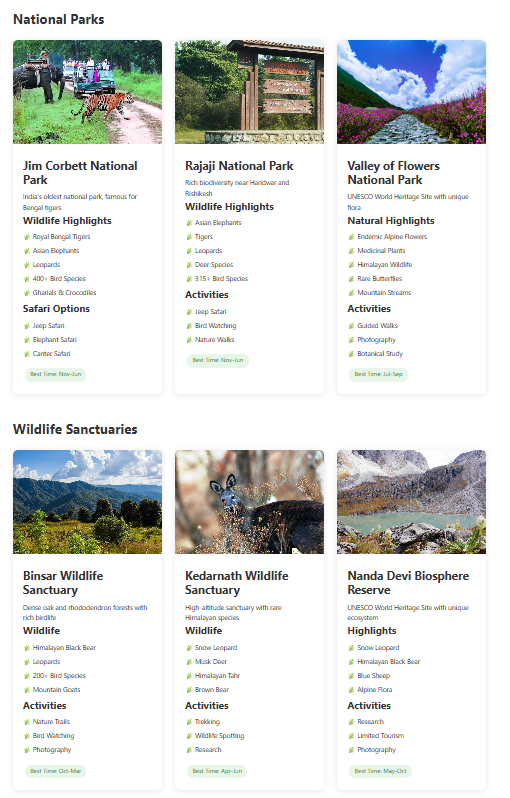 National Parks
Jim Corbett National
Park
India's oldest national park, famous for
Bengal tigers
Wildlife Highlights
Royal Bengal Tigers
Asian Elephants
Leopards
400+ Bird Species
Gharials & Crocodiles
Safari Options
Jeep Safari
Elephant Safari
Canter Safari
Best Time: Nov-Jun
Rajaji National Park
Rich biodiversity near Haridwar and
Rishikesh
Wildlife Highlights
Asian Elephants
Tigers
Leopards
Deer Species
315+ Bird Species
Activities
Jeep Safari
Bird Watching
Nature Walks
Best Time: Nov-Jun
Valley of Flowers
National Park
UNESCO World Heritage Site with unique
flora
Natural Highlights
Endemic Alpine Flowers
Medicinal Plants
Himalayan Wildlife
Rare Butterflies
Mountain Streams
Activities
Guided Walks
Photography
Botanical Study
Best Time: Jul-Sep
Wildlife Sanctuaries
Binsar Wildlife
Sanctuary
Dense oak and rhododendron forests with
rich birdlife
Wildlife
Himalayan Black Bear
Leopards
200+ Bird Species
Mountain Goats
Activities
Nature Trails
Bird Watching
Photography
Best Time: Oct-Mar
Kedarnath Wildlife
Sanctuary
High-altitude sanctuary with rare
Himalayan species
Wildlife
Snow Leopard
Musk Deer
Himalayan Tahr
Brown Bear
Activities
Trekking
Wildlife Spotting
Research
Best Time: Apr-Jun
Nanda Devi Biosphere
Reserve
UNESCO World Heritage Site with unique
ecosystem
Highlights
Snow Leopard
Himalayan Black Bear
Blue Sheep
Alpine Flora
Activities
Research
Limited Tourism
Photography
Best Time: May-Oct